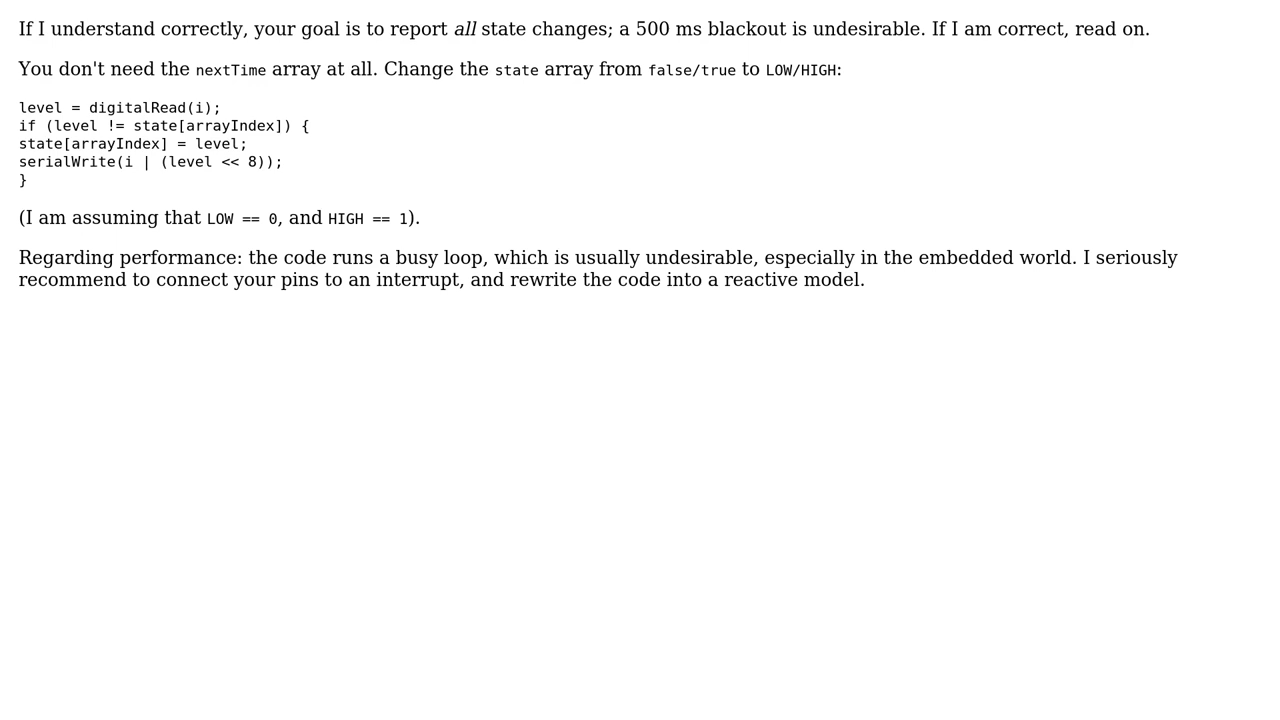 If I understand correctly, your goal is to report all state changes; a 500 ms blackout is undesirable. If I am correct, read on.
You don't need the nextTime array at all. Change the state array from false/true to LOW/HIGH:
level = digitalRead(i);
if (level != state[arrayIndex]) {
state[arrayIndex] = level;
serialWrite(i | (level << 8));
}
(I am assuming that LOW == 0, and HIGH == 1).
Regarding performance: the code runs a busy loop, which is usually undesirable, especially in the embedded world. I seriously
recommend to connect your pins to an interrupt, and rewrite the code into a reactive model.